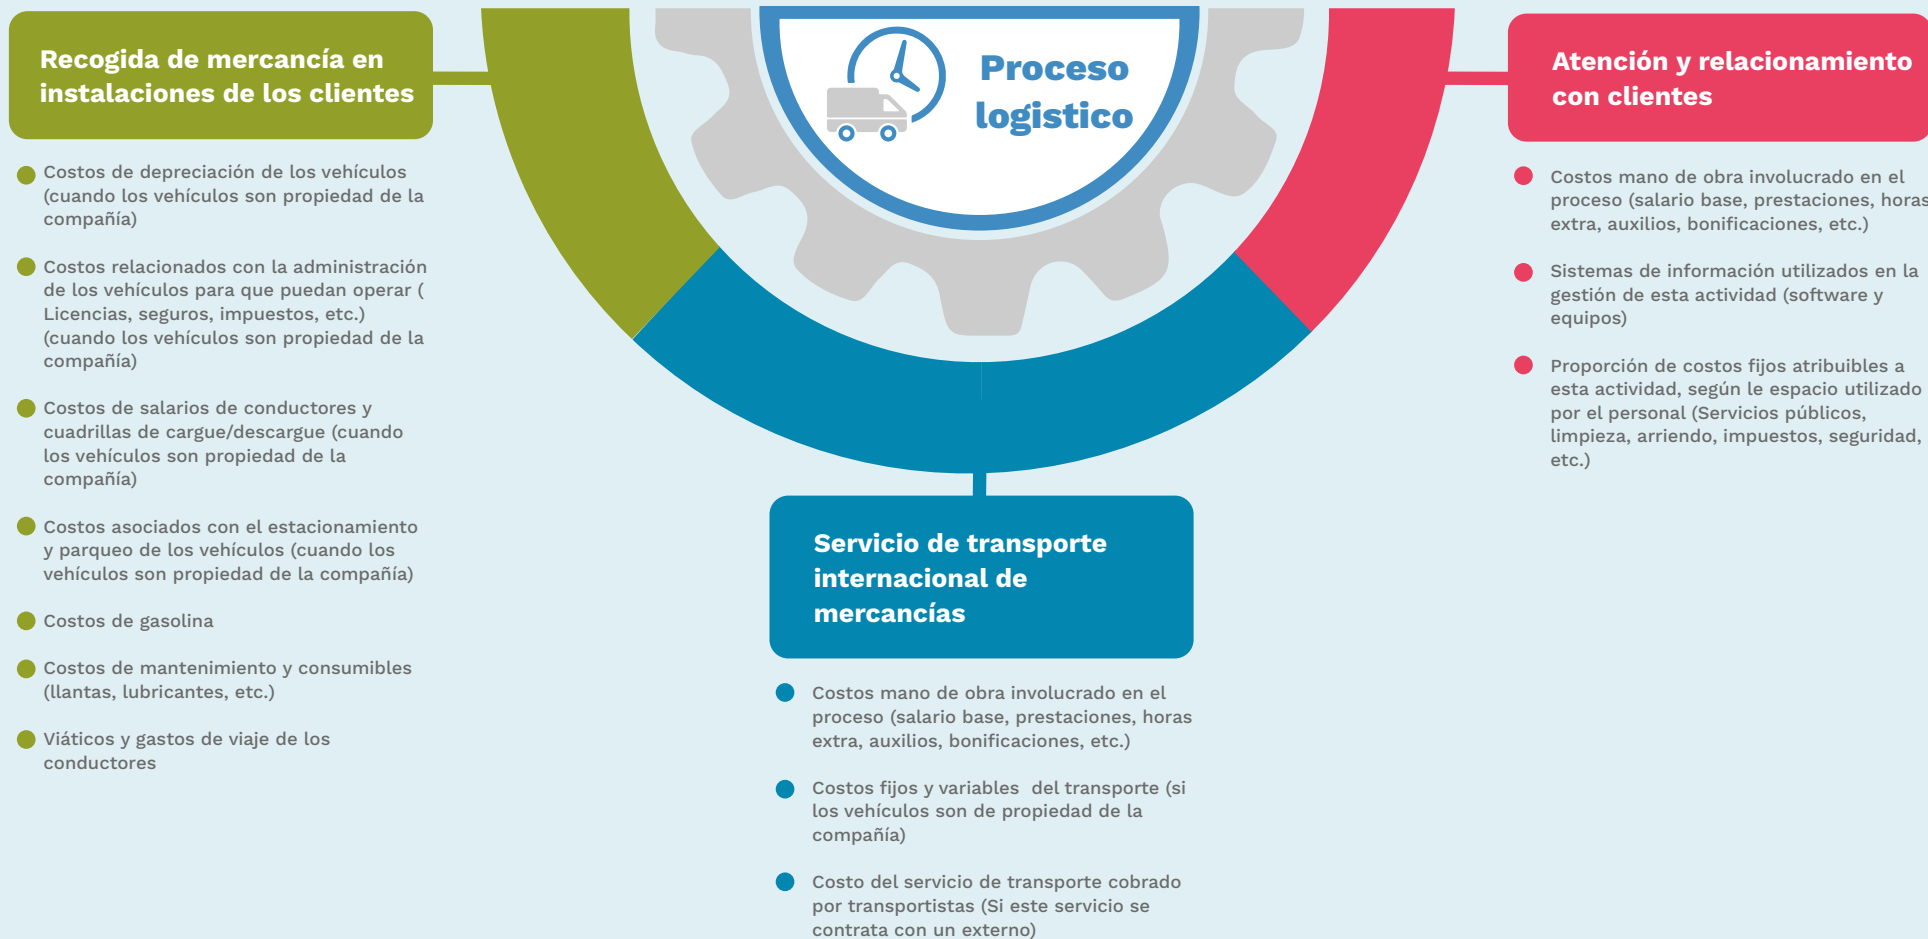 Recogida de mercancía en
instalaciones de los clientes
Costos de depreciación de los vehículos
(cuando los vehículos son propiedad de la
compañía)
Costos relacionados con la administración
de los vehículos para que puedan operar (
Licencias, seguros, impuestos, etc.)
(cuando los vehículos son propiedad de la
compañía)
Costos de salarios de conductores y
cuadrillas de cargue/descargue (cuando
los vehículos son propiedad de la
compañía)
Costos asociados con el estacionamiento
y parqueo de los vehículos (cuando los
vehículos son propiedad de la compañía)
Costos de gasolina
Costos de mantenimiento y consumibles
(llantas, lubricantes, etc.)
Viáticos y gastos de viaje de los
conductores
Proceso
logistico
Servicio de transporte
internacional de
mercancías
Costos mano de obra involucrado en el
proceso (salario base, prestaciones, horas
extra, auxilios, bonificaciones, etc.)
Costos fijos y variables  del transporte (si
los vehículos son de propiedad de la
compañía)
Costo del servicio de transporte cobrado
por transportistas (Si este servicio se
contrata con un externo)
Atención y relacionamiento
con clientes
Costos mano de obra involucrado en el
proceso (salario base, prestaciones, horas
extra, auxilios, bonificaciones, etc.)
Sistemas de información utilizados en la
gestión de esta actividad (software y
equipos)
Proporción de costos fijos atribuibles a
esta actividad, según le espacio utilizado
por el personal (Servicios públicos,
limpieza, arriendo, impuestos, seguridad,
etc.)